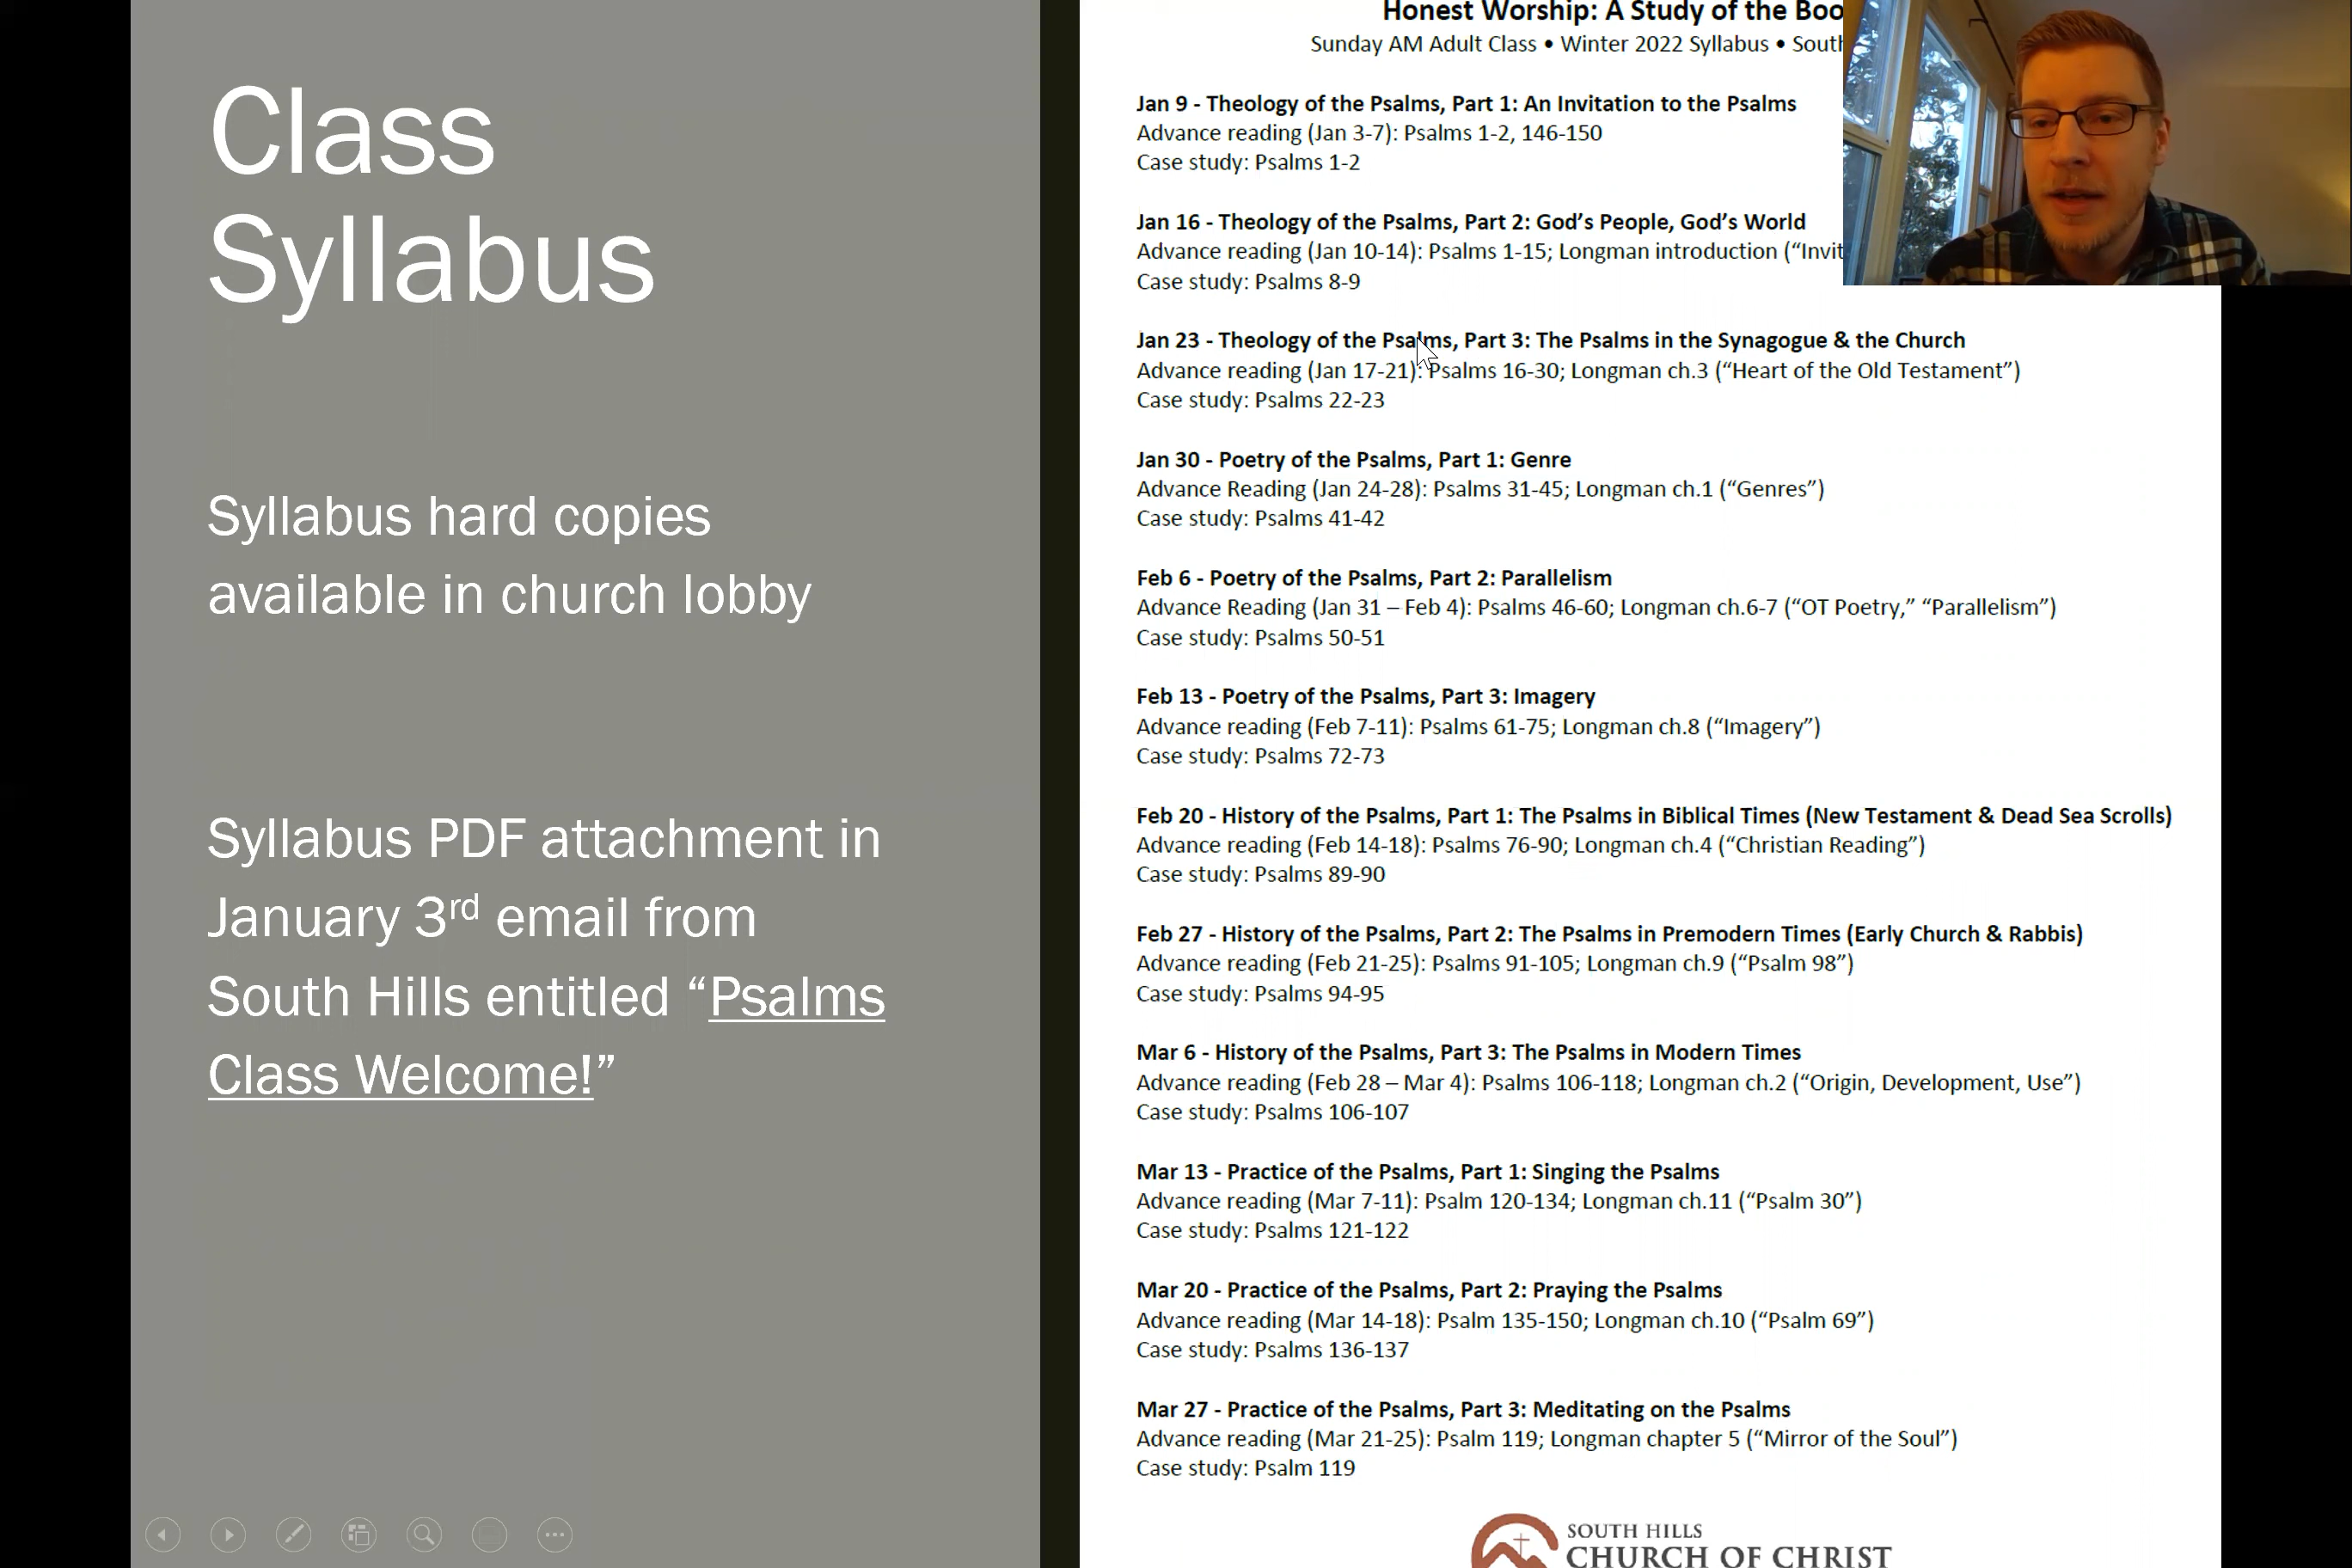 Class
Syllabus
Syllabus hard copies
available in church lobby
Syllabus PDF attachment in
January 3rd email from
South Hills entitled “Psalms
Class Welcome!”
Honest Worship: A Study of the
Sunday AM Adult Class • Winter 2022 Syllabus •
Jan 9 - Theology of the Psalms, Part 1: An Invitation to the Psalms
Advance reading (Jan 3-7): Psalms 1-2, 146-150
Case study: Psalms 1-2
Jan 16 - Theology of the Psalms, Part 2: God’s People, God’s World
Advance reading (Jan 10-14): Psalms 1-15; Longman introduction
Case study: Psalms 8-9
Jan 23 - Theology of the Psalms, Part 3: The Psalms in the Synagogue & the Church
Advance reading (Jan 17-21): Psalms 16-30; Longman ch.3 (“Heart of the Old Testament”)
Case study: Psalms 22-23
Jan 30 - Poetry of the Psalms, Part 1: Genre
Advance Reading (Jan 24-28): Psalms 31-45; Longman ch.1 (“Genres”)
Case study: Psalms 41-42
Feb 6 - Poetry of the Psalms, Part 2: Parallelism
Advance Reading (Jan 31 – Feb 4): Psalms 46-60; Longman ch.6-7 (“OT Poetry,” “Parallelism”)
Case study: Psalms 50-51
Feb 13 - Poetry of the Psalms, Part 3: Imagery
Advance reading (Feb 7-11): Psalms 61-75; Longman ch.8 (“Imagery”)
Case study: Psalms 72-73
Feb 20 - History of the Psalms, Part 1: The Psalms in Biblical Times (New Testament & Dead Sea Scrolls)
Advance reading (Feb 14-18): Psalms 76-90; Longman ch.4 (“Christian Reading”)
Case study: Psalms 89-90
Feb 27 - History of the Psalms, Part 2: The Psalms in Premodern Times (Early Church & Rabbis)
Advance reading (Feb 21-25): Psalms 91-105; Longman ch.9 (“Psalm 98”)
Case study: Psalms 94-95
Mar 6 - History of the Psalms, Part 3: The Psalms in Modern Times
Advance reading (Feb 28 – Mar 4): Psalms 106-118; Longman ch.2 (“Origin, Development, Use”)
Case study: Psalms 106-107
Mar 13 - Practice of the Psalms, Part 1: Singing the Psalms
Advance reading (Mar 7-11): Psalm 120-134; Longman ch.11 (“Psalm 30”)
Case study: Psalms 121-122
Mar 20 - Practice of the Psalms, Part 2: Praying the Psalms
Advance reading (Mar 14-18): Psalm 135-150; Longman ch.10 (“Psalm 69”)
Case study: Psalms 136-137
Mar 27 - Practice of the Psalms, Part 3: Meditating on the Psalms
Advance reading (Mar 21-25): Psalm 119; Longman chapter 5 (“Mirror of the Soul”)
Case study: Psalm 119
SOUTH HILLS
CHURCH OF CHRIST